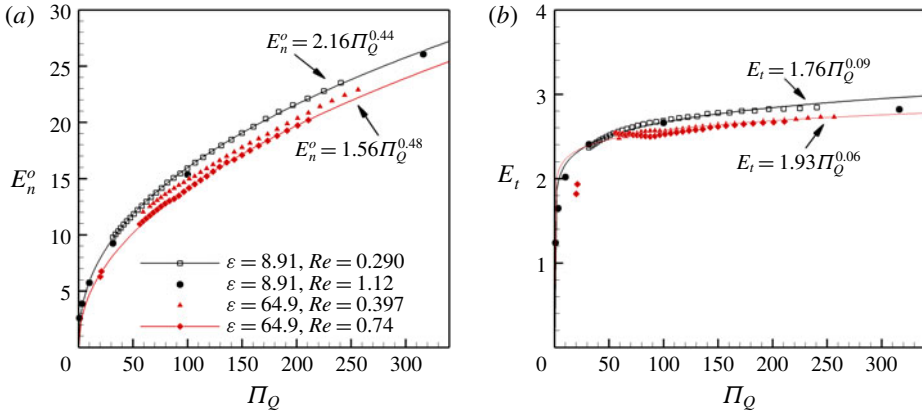 (a)
30
25
20
15
10
5
0
50
100
150
200
250
300
E_n^o
Π_Q
E_n^o = 2.16Π_Q^0.44
E_n^o = 1.56Π_Q^0.48
ε = 8.91, Re = 0.290
ε = 8.91, Re = 1.12
ε = 64.9, Re = 0.397
ε = 64.9, Re = 0.74
(b)
4
3
2
1
0
50
100
150
200
250
300
E_t
Π_Q
E_t = 1.76Π_Q^0.09
E_t = 1.93Π_Q^0.06